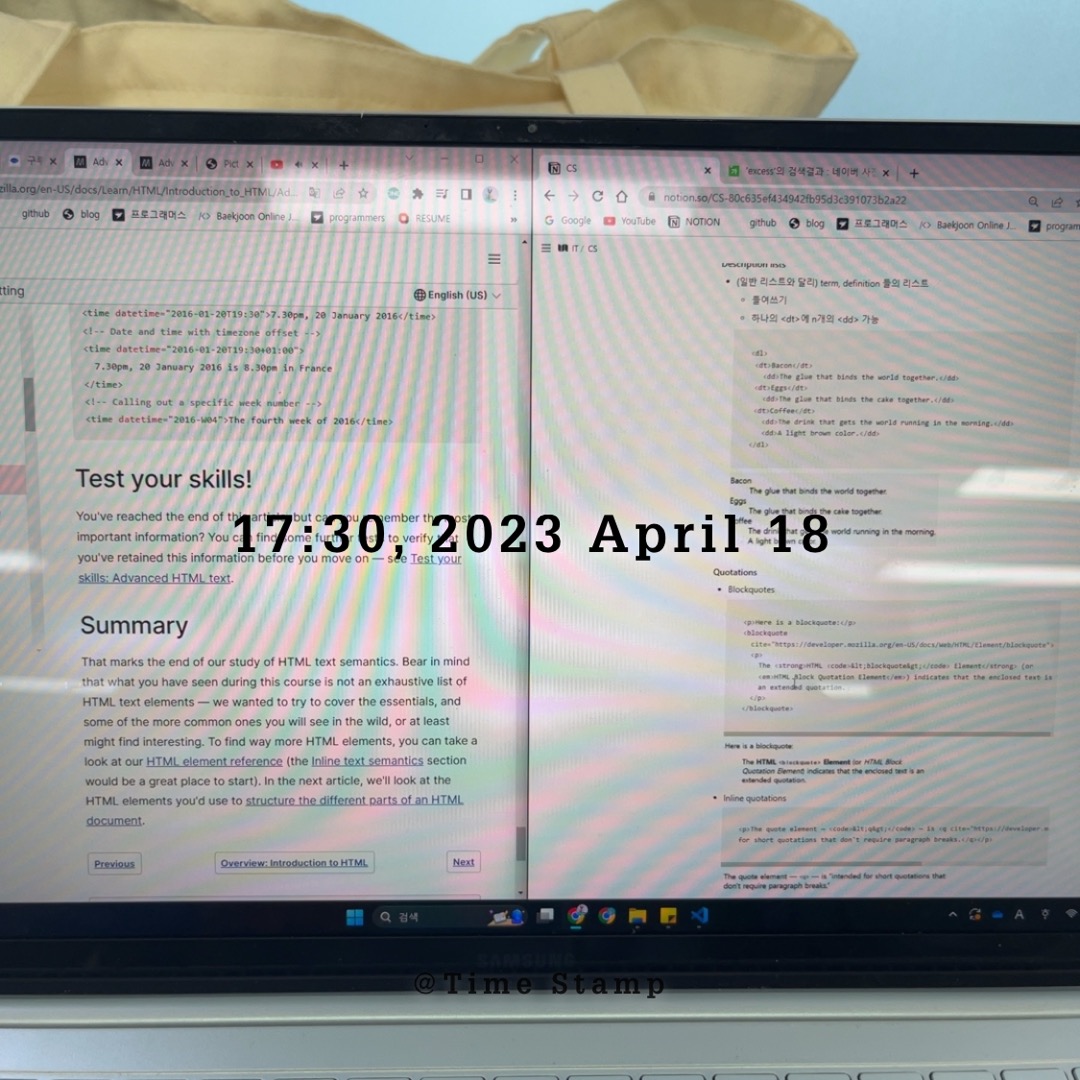 구독
Adv
Adv
Pict
CS
'excess'의 검색결과 : 네이버 사전
zilla.org/en-US/docs/Learn/HTML/Introduction_to_HTML/Ad...
notion.so/CS-80c635ef434942fb95d3c391073b2a22
github
blog
프로그래머스
Baekjoon Online J...
programmers
RESUME
»
Google
YouTube
NOTION
github
blog
프로그래머스
Baekjoon Online J...
program
IT / CS
tting
English (US)
<time datetime="2016-01-20T19:30">7.30pm, 20 January 2016</time>
<!-- Date and time with timezone offset -->
<time datetime="2016-01-20T19:30+01:00">
7.30pm, 20 January 2016 is 8.30pm in France
</time>
<!-- Calling out a specific week number -->
<time datetime="2016-W04">The fourth week of 2016</time>
Test your skills!
You've reached the end of this article, but can you remember the most
important information? You can find some further tests to verify that
you've retained this information before you move on — see Test your
skills: Advanced HTML text.
Summary
That marks the end of our study of HTML text semantics. Bear in mind
that what you have seen during this course is not an exhaustive list of
HTML text elements — we wanted to try to cover the essentials, and
some of the more common ones you will see in the wild, or at least
might find interesting. To find way more HTML elements, you can take a
look at our HTML element reference (the Inline text semantics section
would be a great place to start). In the next article, we'll look at the
HTML elements you'd use to structure the different parts of an HTML
document.
Previous
Overview: Introduction to HTML
Next
Description lists
• (일반 리스트와 달리) term, definition 들의 리스트
들여쓰기
하나의 <dt>에 n개의 <dd> 가능
<dl>
<dt>Bacon</dt>
<dd>The glue that binds the world together.</dd>
<dt>Eggs</dt>
<dd>The glue that binds the cake together.</dd>
<dt>Coffee</dt>
<dd>The drink that gets the world running in the morning.</dd>
<dd>A light brown color.</dd>
</dl>
Bacon
The glue that binds the world together.
Eggs
The glue that binds the cake together.
Coffee
The drink that gets the world running in the morning.
A light brown
17:30, 2023 April 18
Quotations
• Blockquotes
<p>Here is a blockquote:</p>
<blockquote
cite="https://developer.mozilla.org/en-US/docs/Web/HTML/Element/blockquote">
<p>
The <strong>HTML <code>&lt;blockquote&gt;</code> Element</strong> (or
<em>HTML Block Quotation Element</em>) indicates that the enclosed text is
an extended quotation.
</p>
</blockquote>
Here is a blockquote:
The HTML <blockquote> Element (or HTML Block
Quotation Element) indicates that the enclosed text is an
extended quotation.
• Inline quotations
<p>The quote element — <code>&lt;q&gt;</code> — is <q cite="https://developer.m
for short quotations that don't require paragraph breaks.</q></p>
The quote element — <q> — is "intended for short quotations that
don't require paragraph breaks."
검색
A
SAMSUNG
@Time Stamp